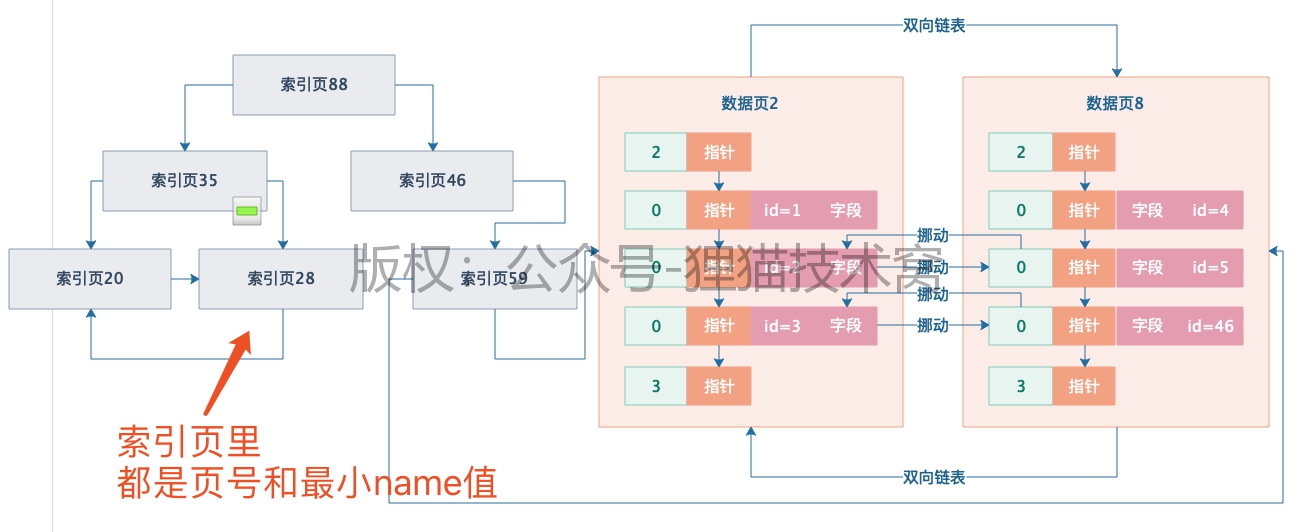 双向链表
索引页88
索引页35
索引页46
索引页20
索引页28
索引页59
数据页2
2 指针
0 指针 id=1 字段
0 指针 id=2 字段
0 指针 id=3 字段
3 指针
挪动
挪动
挪动
挪动
数据页8
2 指针
0 指针 字段 id=4
0 指针 字段 id=5
0 指针 字段 id=46
3 指针
双向链表
版权：公众号-狸猫技术窝
索引页里
都是页号和最小name值